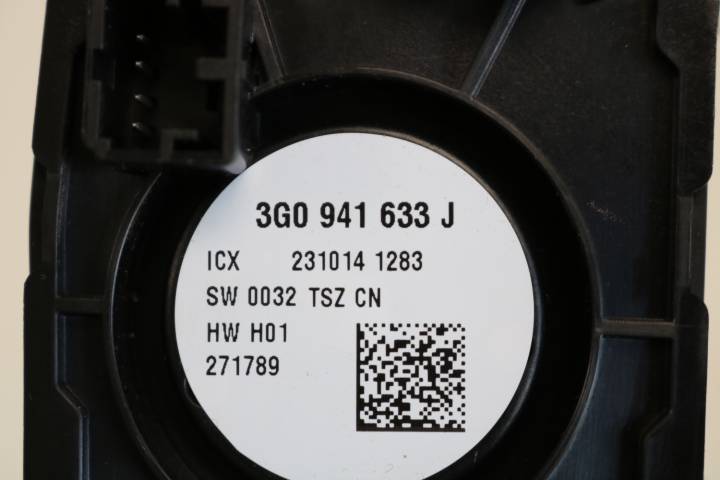 3G0 941 633 J
ICX 231014 1283
SW 0032 TSZ CN
HW H01
271789